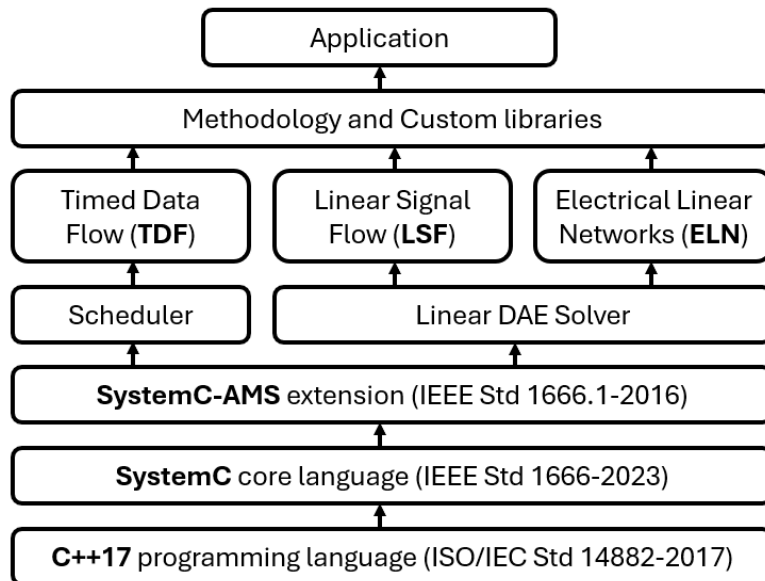 Application
Methodology and Custom libraries
Timed Data
Flow (TDF)
Linear Signal
Flow (LSF)
Electrical Linear
Networks (ELN)
Scheduler
Linear DAE Solver
SystemC-AMS extension (IEEE Std 1666.1-2016)
SystemC core language (IEEE Std 1666-2023)
C++17 programming language (ISO/IEC Std 14882-2017)